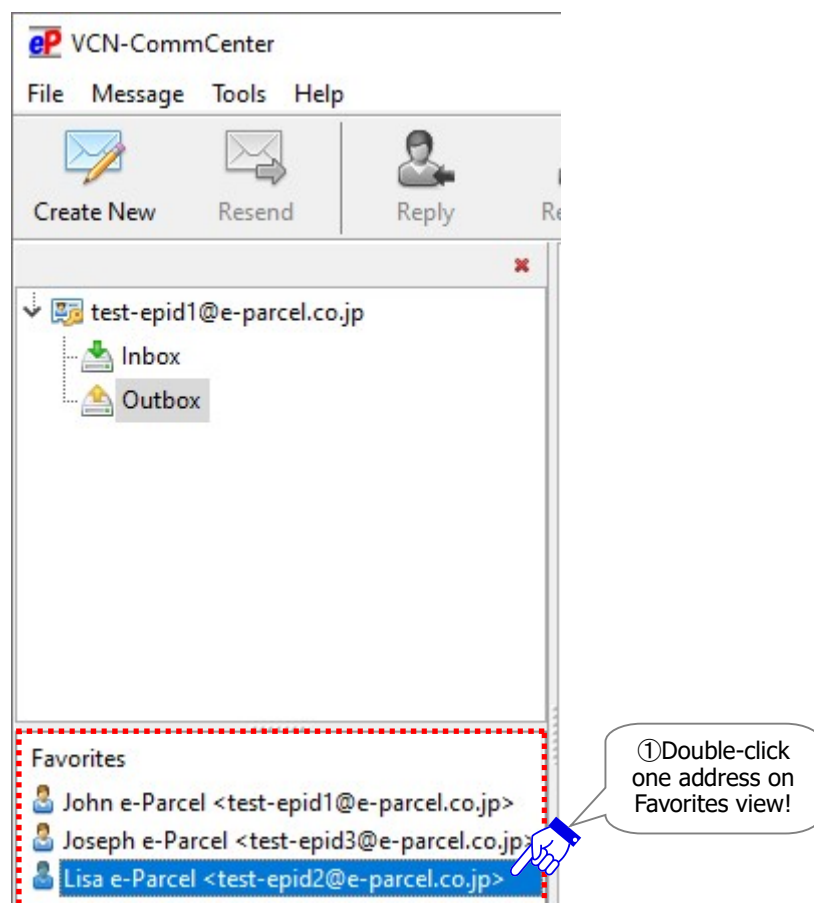 eP VCN-CommCenter
File Message Tools Help
Create New Resend Reply Re
test-epid1@e-parcel.co.jp
Inbox
Outbox
Favorites
John e-Parcel <test-epid1@e-parcel.co.jp>
Joseph e-Parcel <test-epid3@e-parcel.co.jp>
Lisa e-Parcel <test-epid2@e-parcel.co.jp>
①Double-click
one address on
Favorites view!